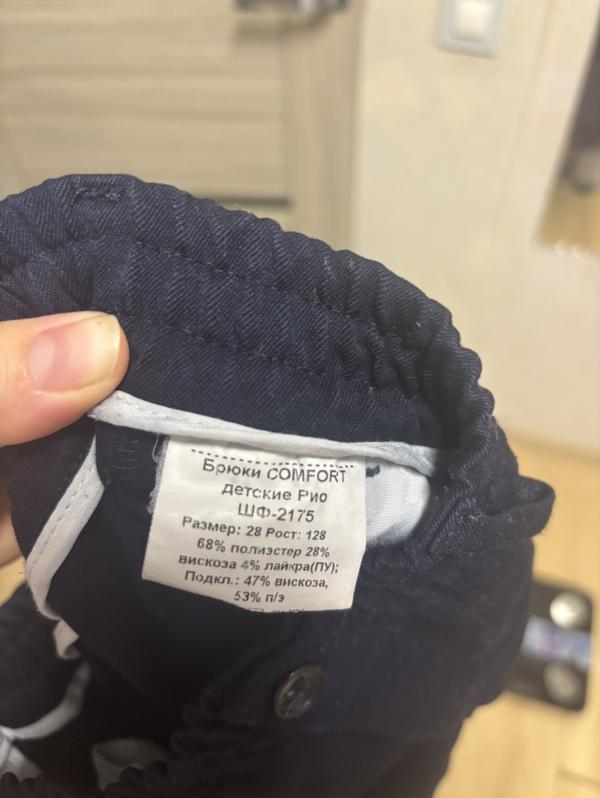 Брюки COMFORT
детские Рио
ШФ-2175
Размер: 28 Рост: 128
68% полиэстер 28%
вискоза 4% лайкра(ПУ);
Подкл.: 47% вискоза,
53% п/э